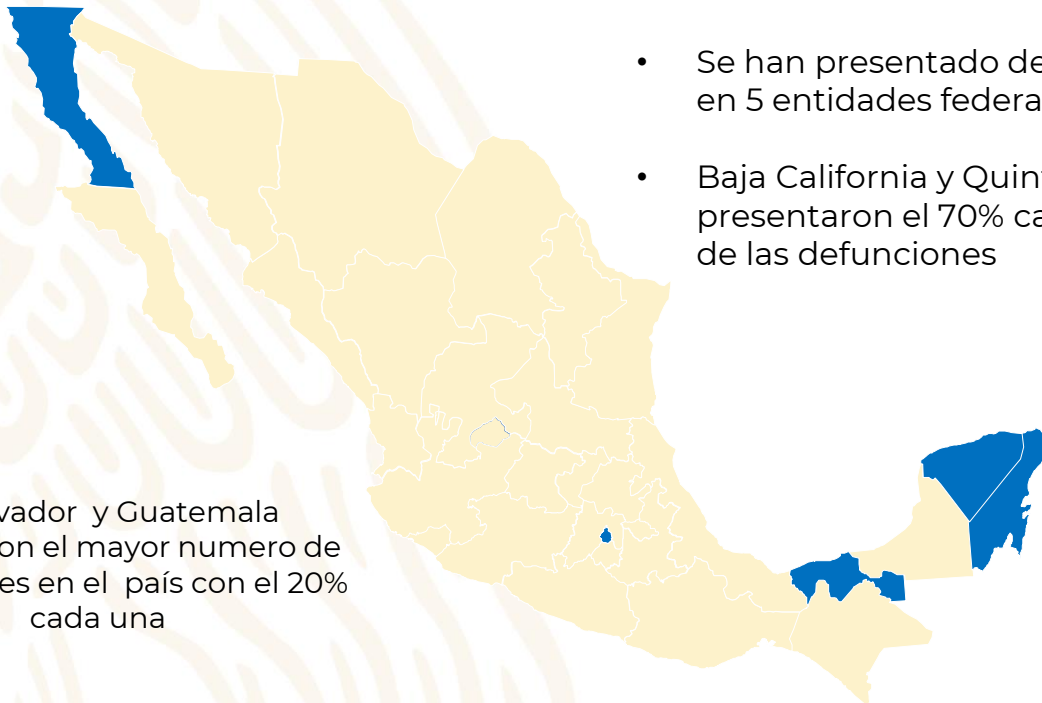 • Se han presentado de
en 5 entidades federa
• Baja California y Quin
presentaron el 70% ca
de las defunciones
vador y Guatemala
on el mayor numero de
es en el país con el 20%
cada una